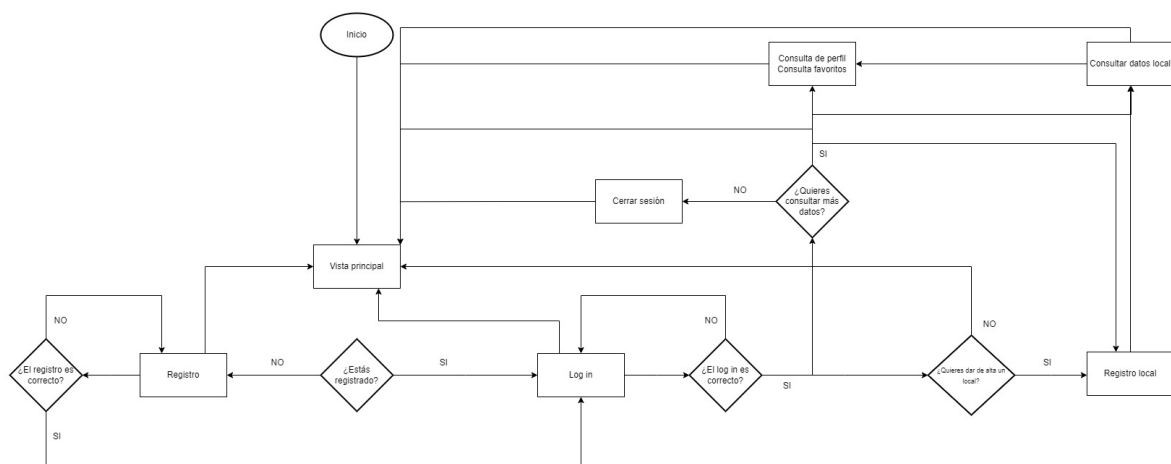 Inicio
Consulta de perfil
Consulta favoritos
Consultar datos local
SI
¿Quieres
consultar más
datos?
NO
Cerrar sesión
Vista principal
NO
NO
NO
¿El registro es
correcto?
Registro
NO
¿Estás
registrado?
SI
Log in
¿El log in es
correcto?
SI
¿Quieres dar de alta un
local?
SI
Registro local
SI